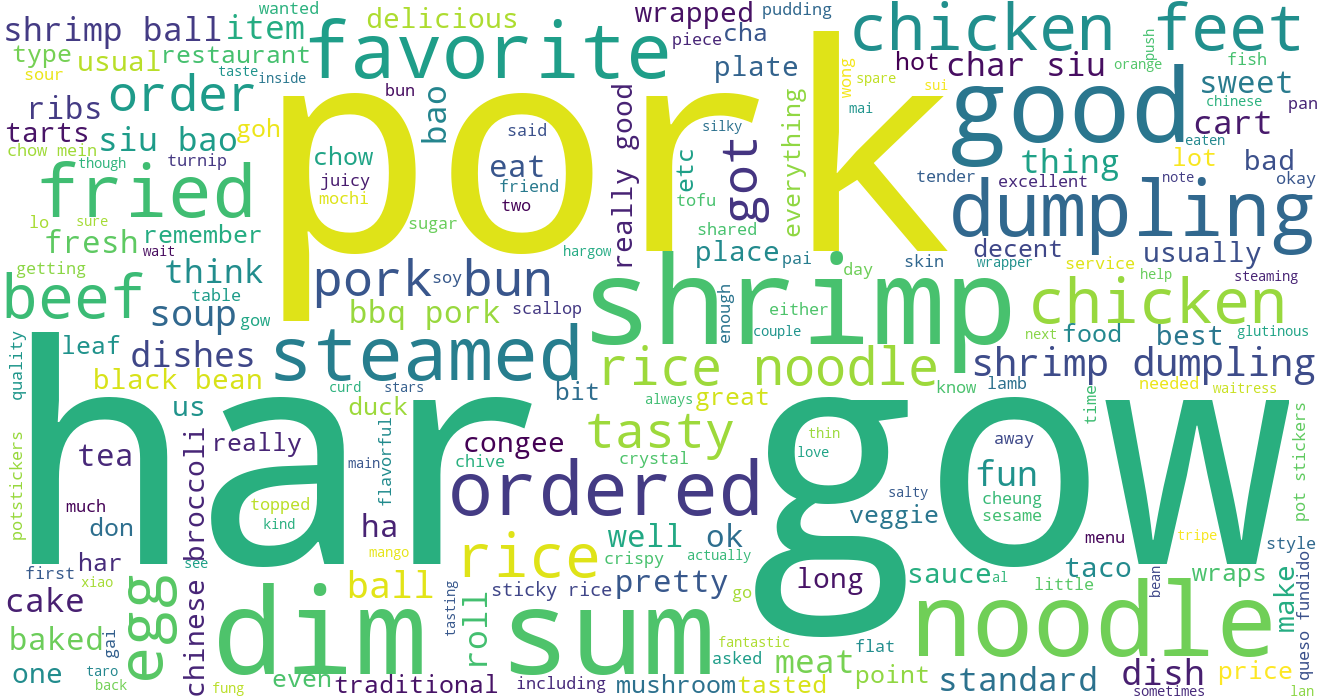 wanted
wrapped
pudding
shrimp ball
item
delicious
favorite
piece
cha
chicken feet
push
type
usual
restaurant
pork
plate
wong
spare
hot
char siu
orange
fish
sour
taste
inside
sui
sweet
ribs
order
bun
bao
really good
everything
mai
good
chinese
pan
tarts
siu bao
goh
said
silky
cart
chow mein
though
turnip
chow
eat
etc
got
thing
eaten
lot
bad
fried
juicy
friend
tofu
tender
excellent
note
okay
mochi
two
dumpling
lo
sure
sugar
shared
fresh
remember
wait
hargow
place
pai
skin
decent
usually
getting
think
pork bun
soy
day
wrapper
service
help
steaming
beef
table
shrimp
chicken
soup
gow
bbq pork
scallop
enough
either
couple
next
food
best
glutinous
quality
leaf
dishes
steamed
rice noodle
shrimp dumpling
black bean
curd
stars
bit
know
lamb
needed
waitress
har gow
us
duck
always
great
time
potstickers
tea
chinese broccoli
really
main
flavorful
congee
chive
tasty
crystal
thin
love
away
pot stickers
much
topped
ordered
salty
fun
cheung
sesame
don
kind
ha
well
ok
veggie
menu
tripe
har
see
mango
rice
crispy
actually
style
first
xiao
ball
sticky rice
pretty
long
sauce
al
taco
bean
wraps
cake
egg
dim sum
tasting
roll
go
little
noodle
make
queso fundido
baked
gai
fantastic
flat
one
taro
back
fung
even
traditional
including
mushroom
asked
tasted
meat
point
standard
dish
sometimes
price
lan